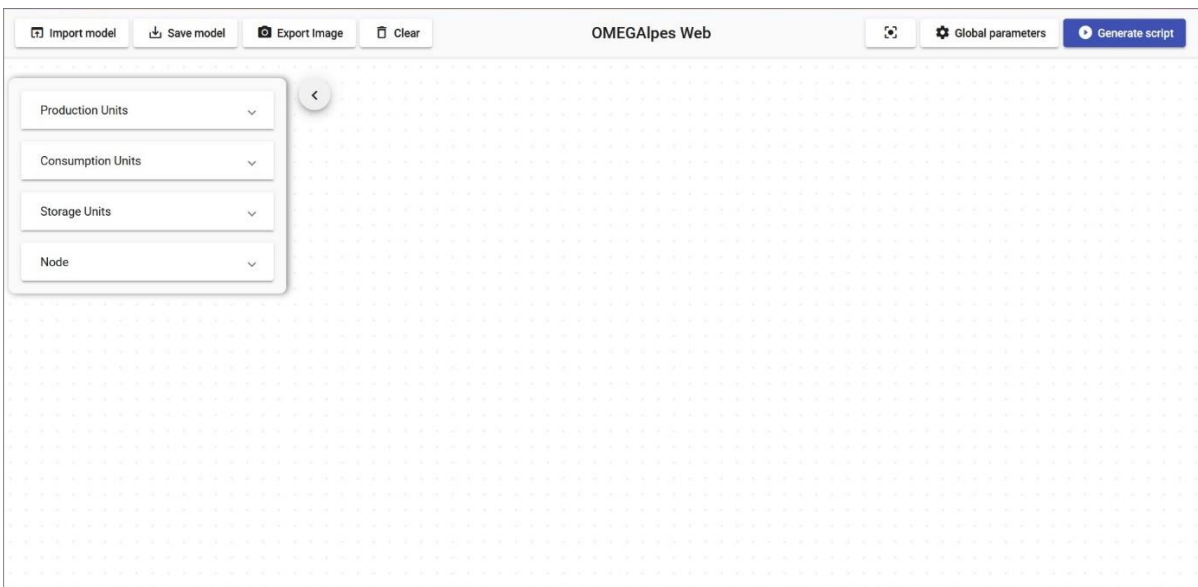 Import model Save model Export Image Clear OMEGAlpes Web Global parameters Generate script
Production Units
Consumption Units
Storage Units
Node